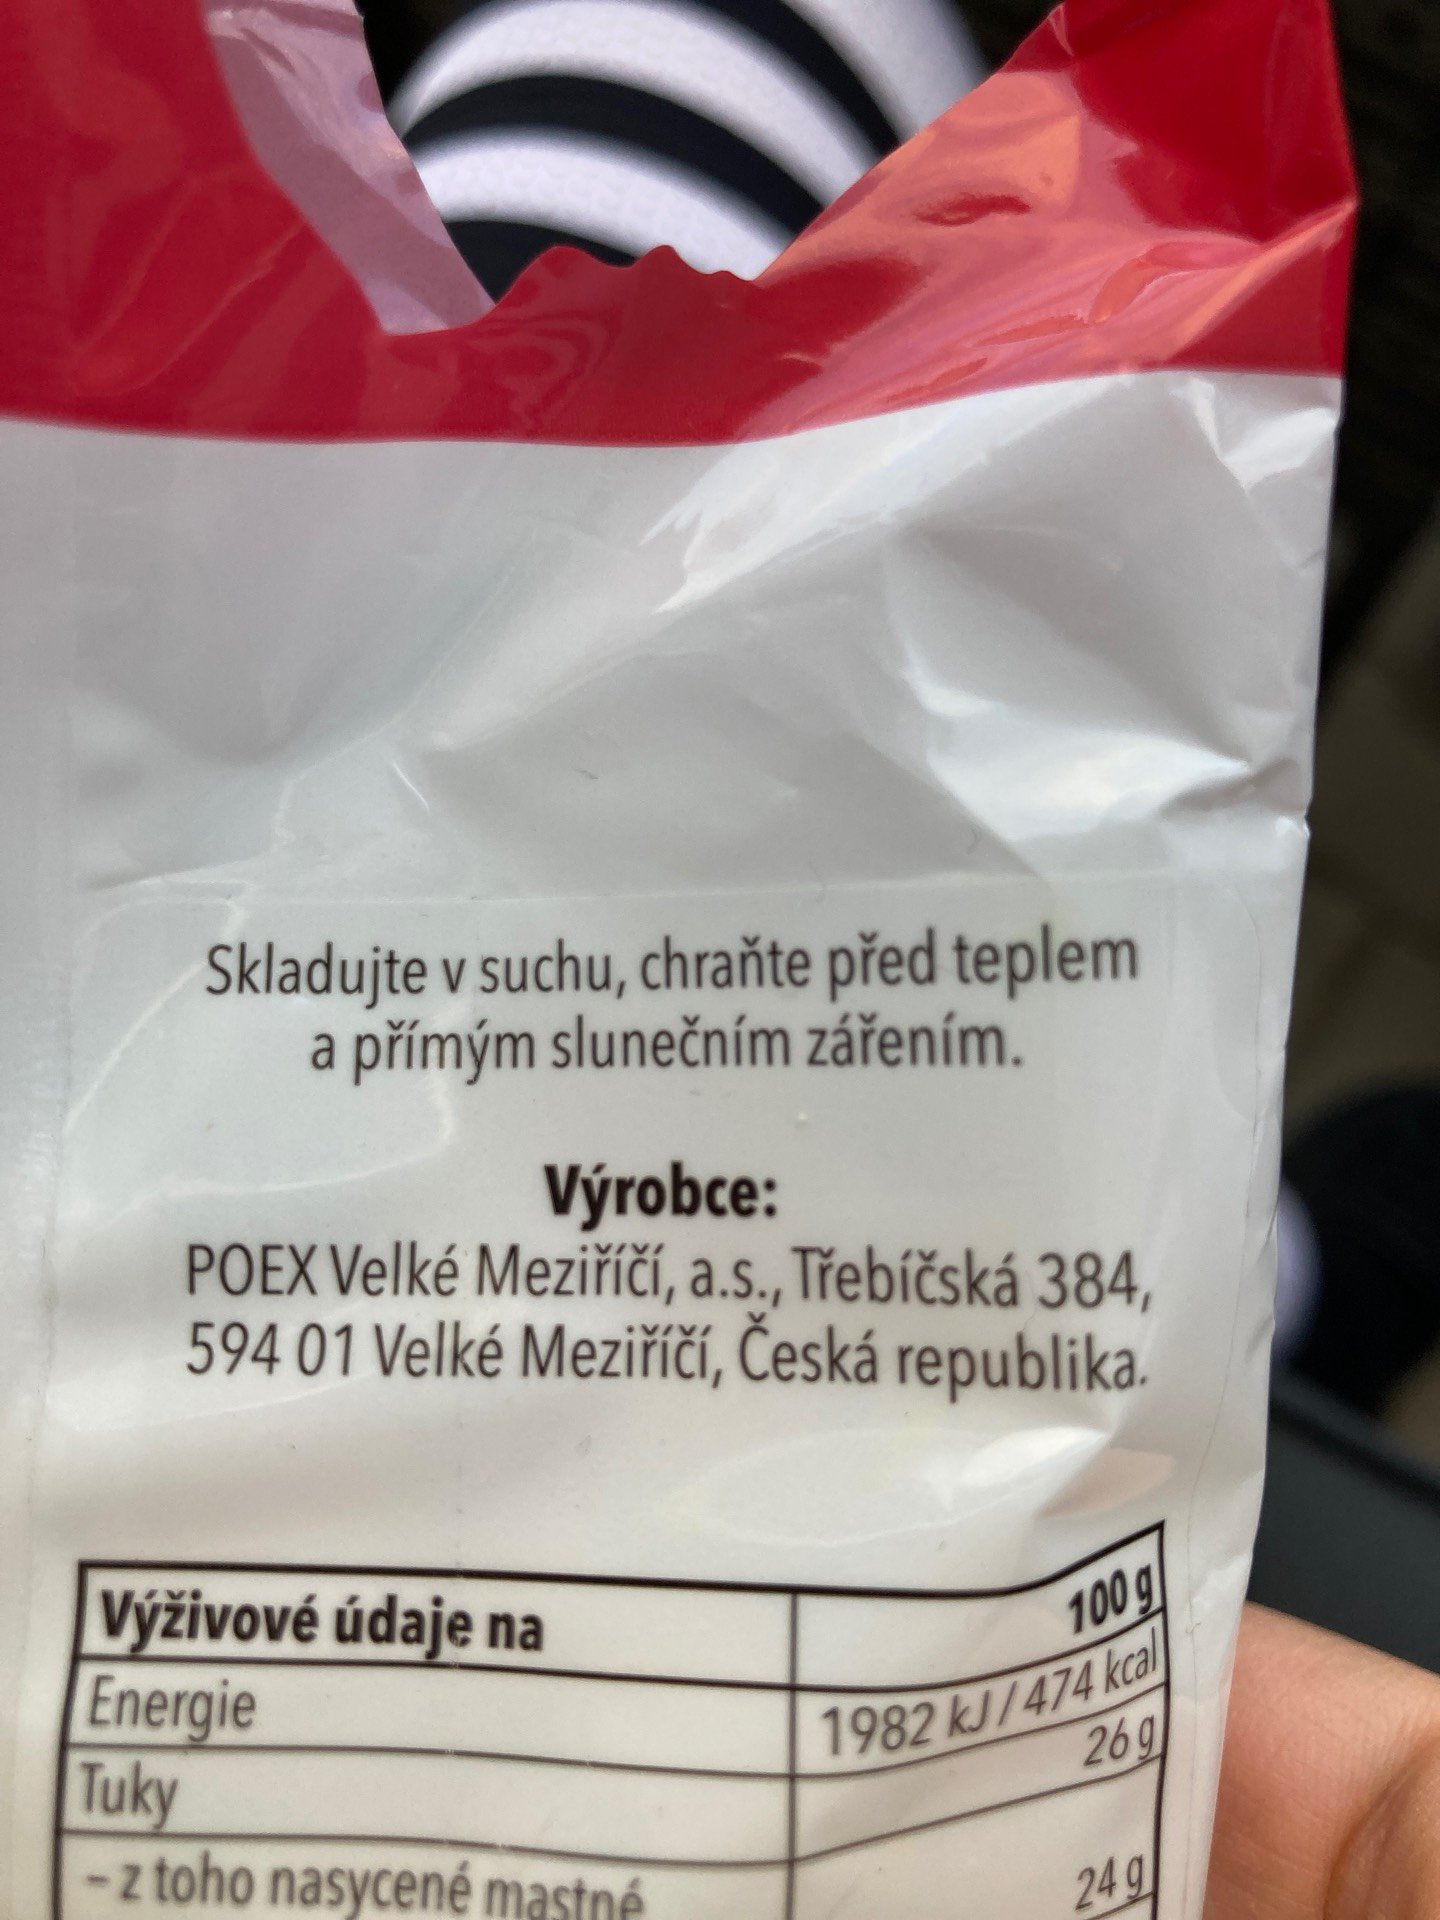 Skladujte v suchu, chraňte před teplem
a přímým slunečním zářením.
Výrobce:
POEX Velké Meziříčí, a.s., Třebíčská 384,
594 01 Velké Meziříčí, Česká republika.
Výživové údaje na 100 g
Energie 1982 kJ / 474 kcal
Tuky 26 g
- z toho nasycené mastné 24 g